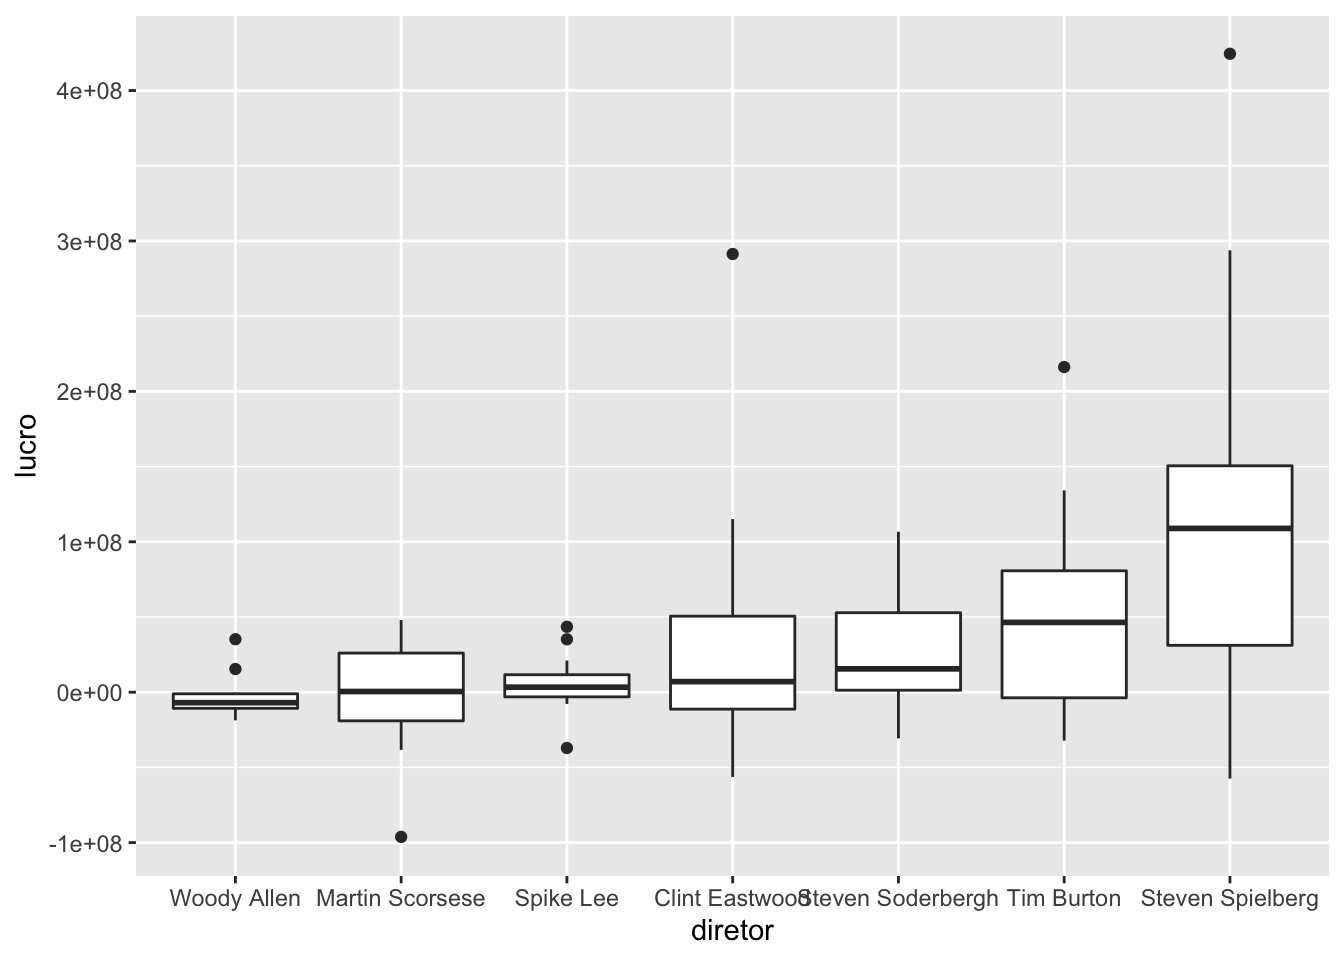 4e+08
3e+08
2e+08
1e+08
0e+00
-1e+08
lucro
Woody Allen Martin Scorsese Spike Lee Clint Eastwood Steven Soderbergh Tim Burton Steven Spielberg
diretor